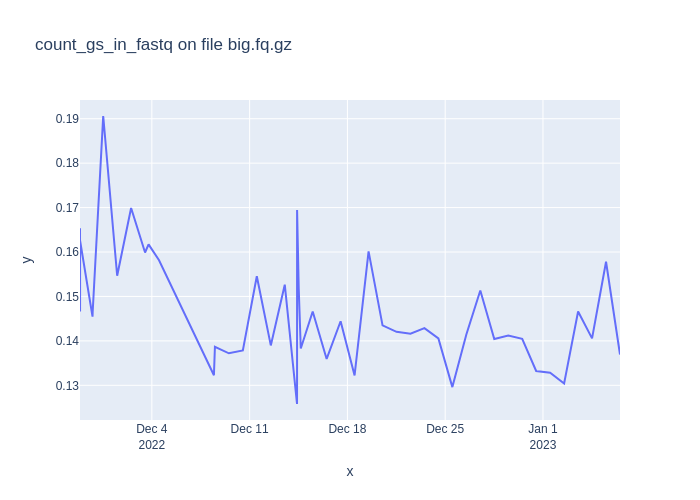 count_gs_in_fastq on file big.fq.gz
0.19
0.18
0.17
0.16
0.15
0.14
0.13
y
Dec 4
2022
Dec 11
Dec 18
Dec 25
Jan 1
2023
x